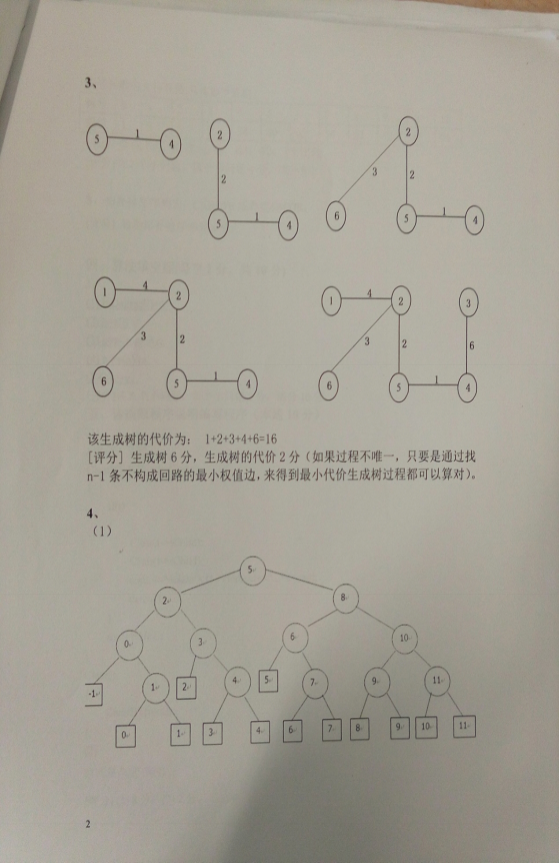 3、
5 1 4 2
2 2
3 2
6 5 1 4
5 1 4
1 4 2 1 4 2 3
3 2 3 2 6
6 5 1 4 6 5 1 4
该生成树的代价为： 1+2+3+4+6=16
[评分] 生成树 6 分，生成树的代价 2 分（如果过程不唯一，只要是通过找
n-1 条不构成回路的最小权值边，来得到最小代价生成树过程都可以算对）。
4、
（1）
5
2 8
0 3 6 10
-1 1 2 4 5 7 9 11
0 1 3 4 6 7 8 9 10 11
2